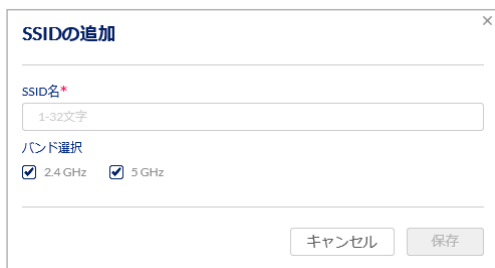 SSIDの追加
SSID名*
1-32文字
バンド選択
2.4 GHz 5 GHz
キャンセル 保存